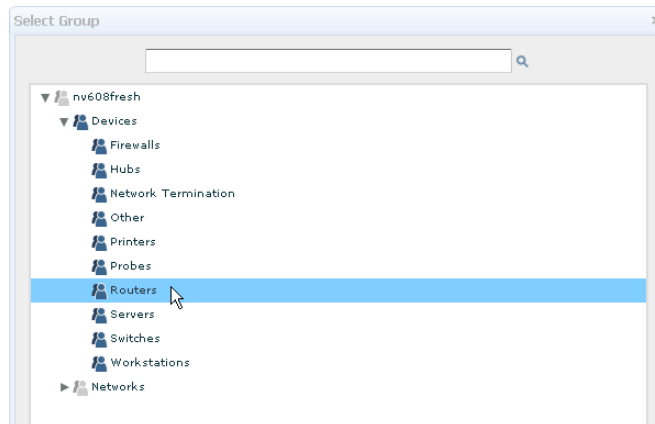 Select Group
nv608fresh
Devices
Firewalls
Hubs
Network Termination
Other
Printers
Probes
Routers
Servers
Switches
Workstations
Networks